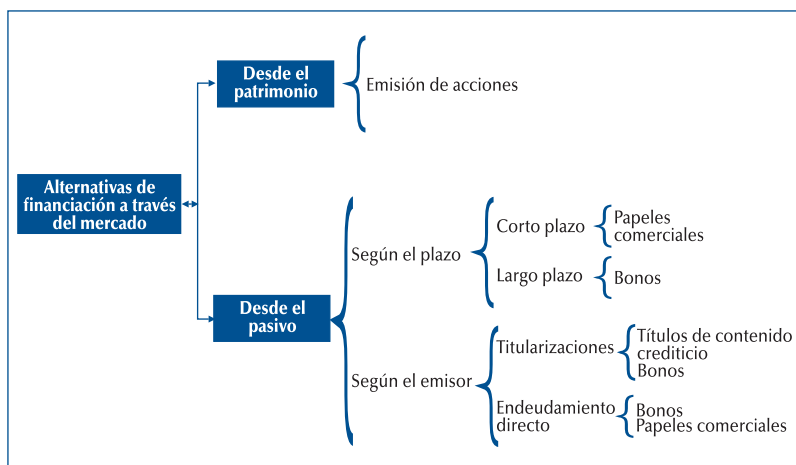 Alternativas de
financiación a través
del mercado
Desde el
patrimonio
Emisión de acciones
Desde el
pasivo
Según el plazo
Corto plazo
Papeles
comerciales
Largo plazo
Bonos
Según el emisor
Titularizaciones
Títulos de contenido
crediticio
Bonos
Endeudamiento
directo
Bonos
Papeles comerciales